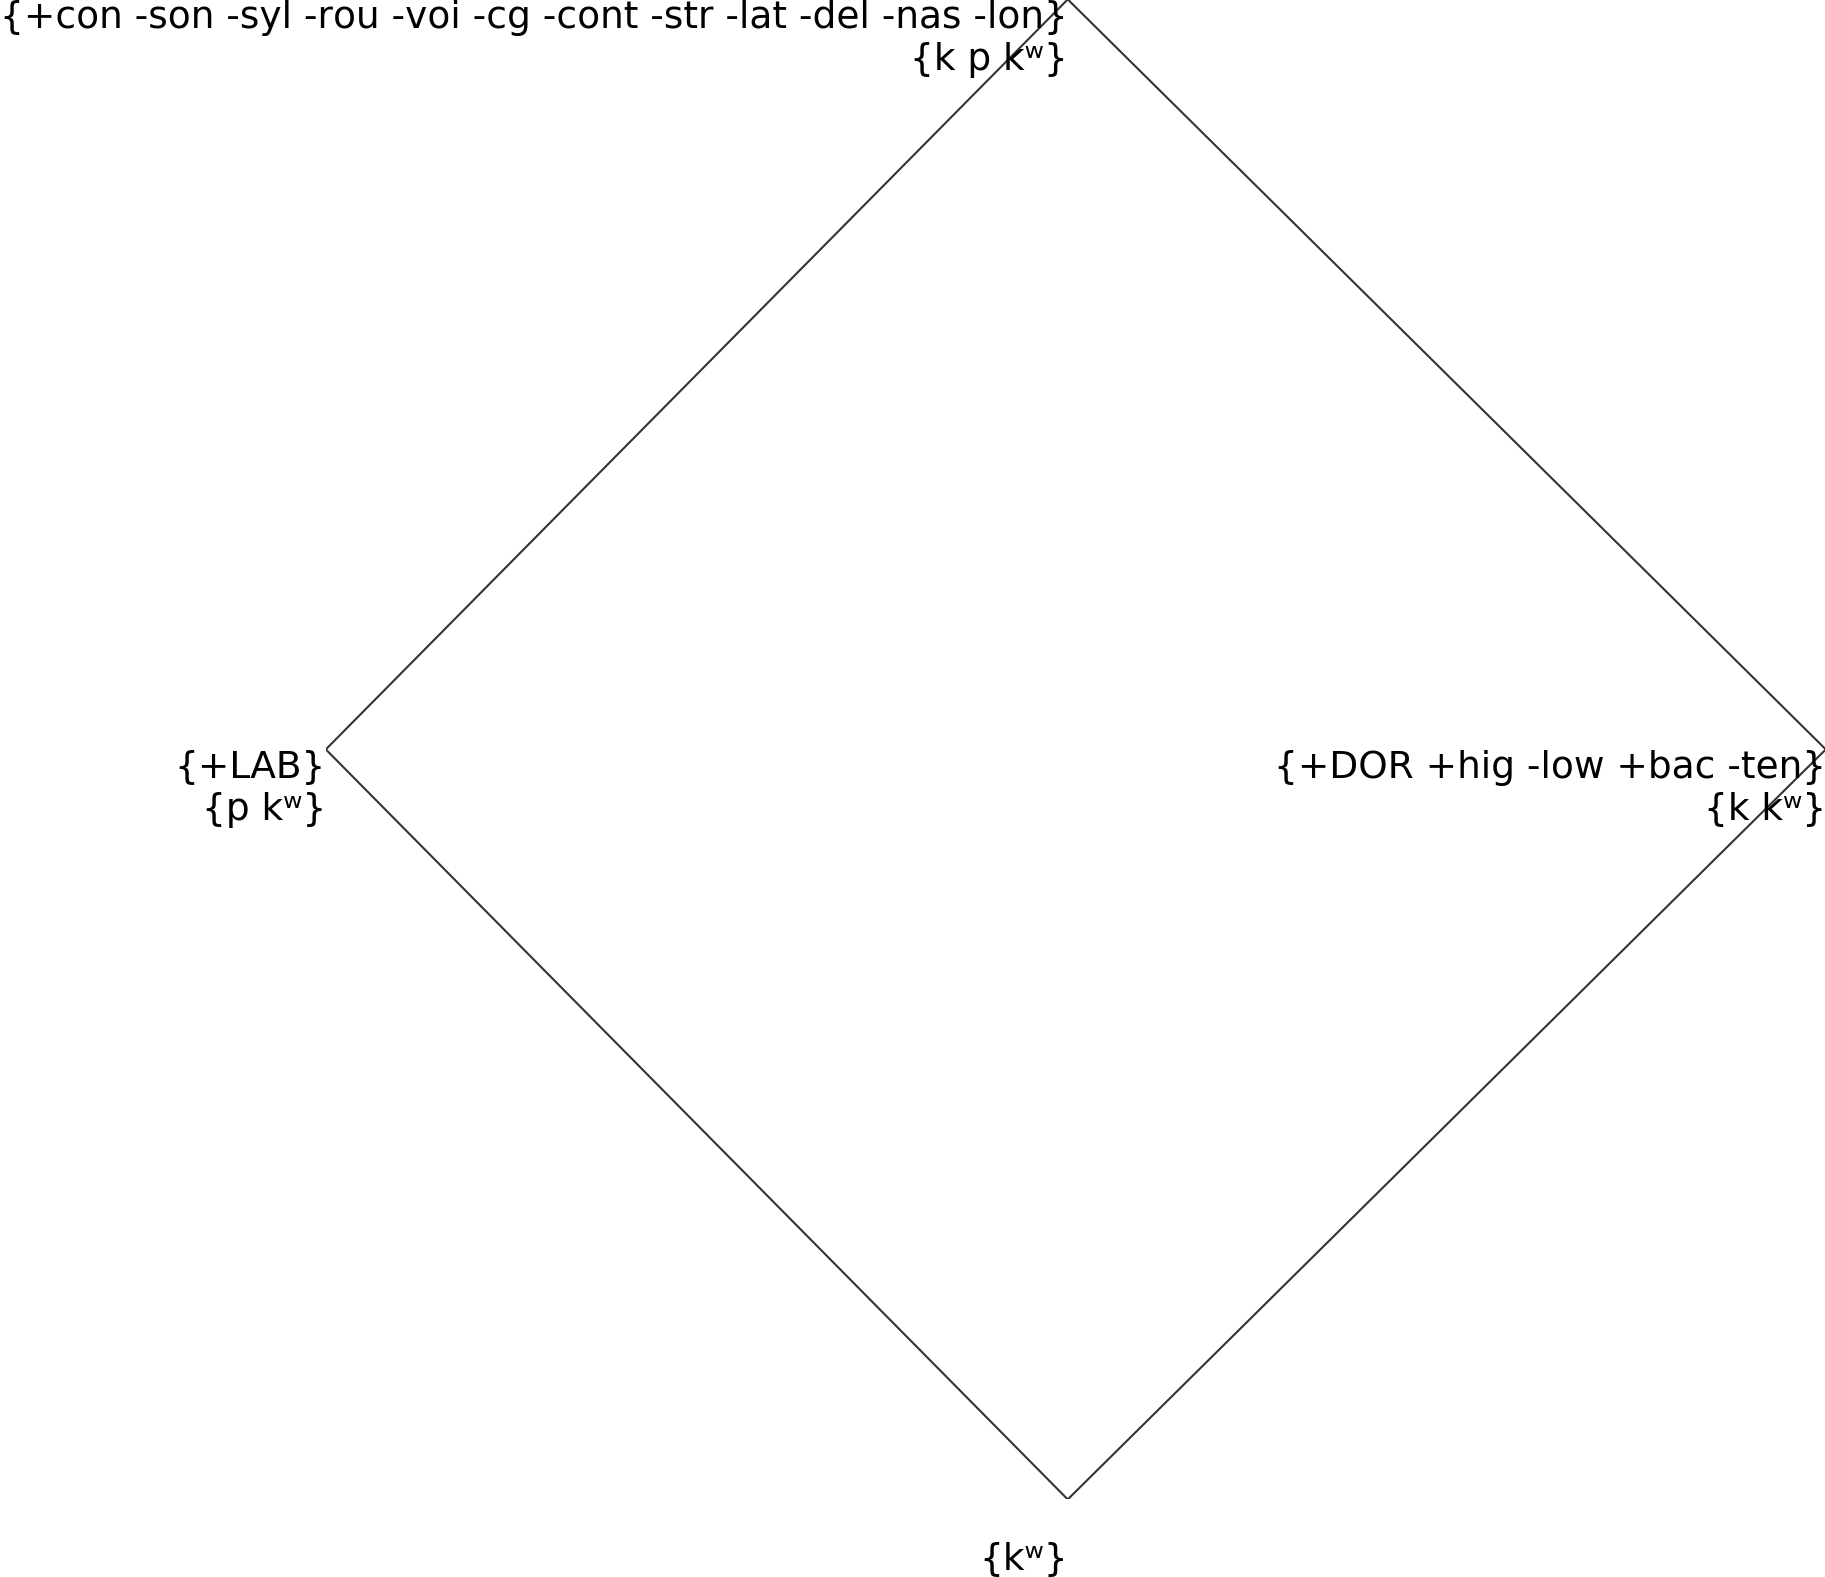 {+con -son -syl -rou -voi -cg -cont -str -lat -del -nas -lon}
{k p kʷ}
{+LAB}
{p kʷ}
{+DOR +hig -low +bac -ten}
{k kʷ}
{kʷ}